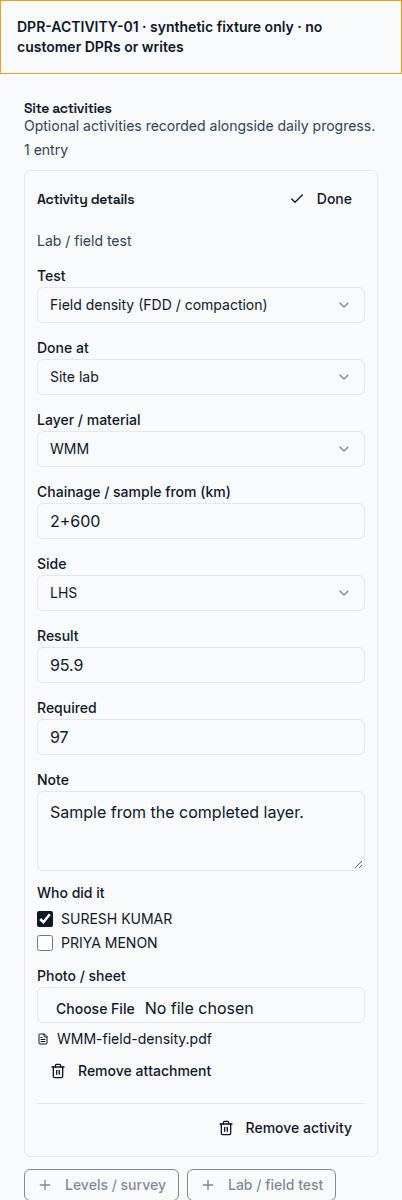 DPR-ACTIVITY-01 · synthetic fixture only · no
customer DPRs or writes
Site activities
Optional activities recorded alongside daily progress.
1 entry
Activity details
Done
Lab / field test
Test
Field density (FDD / compaction)
Done at
Site lab
Layer / material
WMM
Chainage / sample from (km)
2+600
Side
LHS
Result
95.9
Required
97
Note
Sample from the completed layer.
Who did it
SURESH KUMAR
PRIYA MENON
Photo / sheet
Choose File No file chosen
WMM-field-density.pdf
Remove attachment
Remove activity
+ Levels / survey
+ Lab / field test